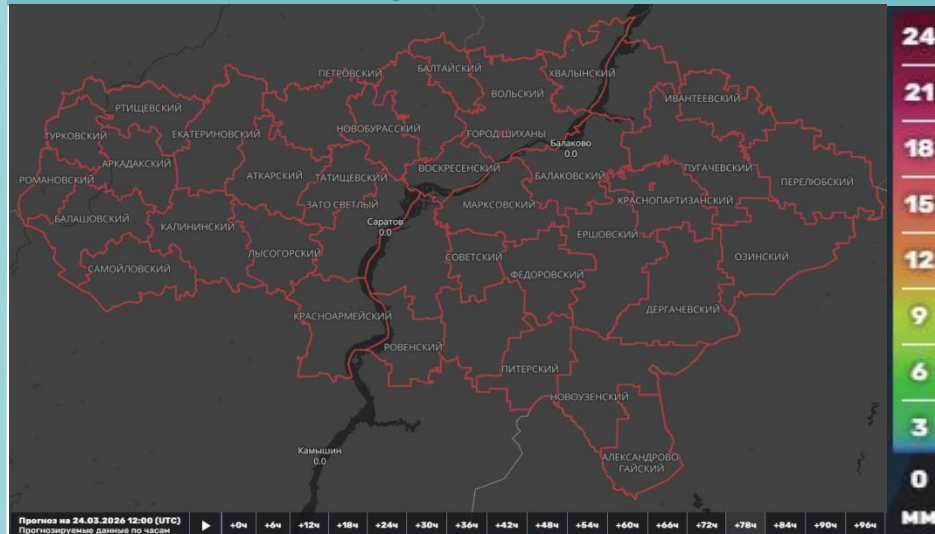 24
21
18
15
12
9
6
3
0
ММ
ПЕТРОВСКИЙ
БАЛТАЙСКИЙ
ХВАЛЫНСКИЙ
ВОЛЬСКИЙ
ИВАНТЕЕВСКИЙ
РТИЩЕВСКИЙ
ТУРКОВСКИЙ
ЕКАТЕРИНОВСКИЙ
НОВОБУРАССКИЙ
ГОРОД ШИХАНЫ
Балаково
0.0
АРКАДАКСКИЙ
ВОСКРЕСЕНСКИЙ
ПУГАЧЕВСКИЙ
РОМАНОВСКИЙ
АТКАРСКИЙ
ТАТИЩЕВСКИЙ
БАЛАКОВСКИЙ
ПЕРЕЛЮБСКИЙ
ЗАТО СВЕТЛЫЙ
МАРКСОВСКИЙ
КРАСНОПАРТИЗАНСКИЙ
БАЛАШОВСКИЙ
КАЛИНИНСКИЙ
Саратов
0.0
ЕРШОВСКИЙ
ЛЫСОГОРСКИЙ
СОВЕТСКИЙ
ОЗИНСКИЙ
САМОЙЛОВСКИЙ
ФЕДОРОВСКИЙ
КРАСНОАРМЕЙСКИЙ
ДЕРГАЧЕВСКИЙ
РОВЕНСКИЙ
ПИТЕРСКИЙ
НОВОУЗЕНСКИЙ
Камышин
0.0
АЛЕКСАНДРОВО
ГАЙСКИЙ
Прогноз на 24.03.2026 12:00 (UTC)
Прогнозируемые данные по часам
+0ч +6ч +12ч +18ч +24ч +30ч +36ч +42ч +48ч +54ч +60ч +66ч +72ч +78ч +84ч +90ч +96ч